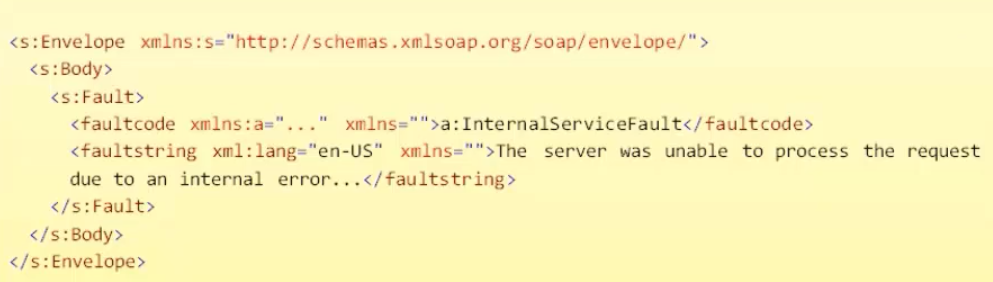 <s:Envelope xmlns:s="http://schemas.xmlsoap.org/soap/envelope/">
<s:Body>
<s:Fault>
<faultcode xmlns:a="..." xmlns="">a:InternalServiceFault</faultcode>
<faultstring xml:lang="en-US" xmlns="">The server was unable to process the request
due to an internal error...</faultstring>
</s:Fault>
</s:Body>
</s:Envelope>